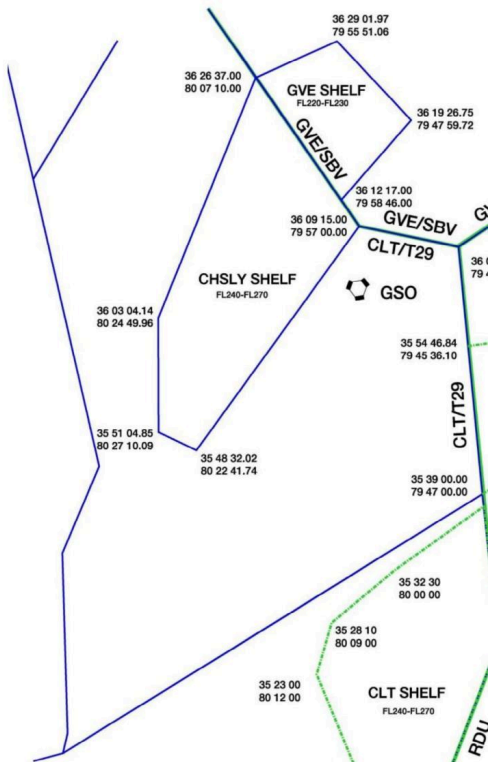 36 29 01.97
79 55 51.06
36 26 37.00
80 07 10.00
GVE SHELF
FL220-FL230
36 19 26.75
79 47 59.72
GVE/SBV
36 12 17.00
79 58 46.00
36 09 15.00
79 57 00.00
GVE/SBV
CLT/T29
CHSLY SHELF
FL240-FL270
GSO
36 03 04.14
80 24 49.96
35 54 46.84
79 45 36.10
CLT/T29
35 51 04.85
80 27 10.09
35 48 32.02
80 22 41.74
35 39 00.00
79 47 00.00
35 32 30
80 00 00
35 28 10
80 09 00
35 23 00
80 12 00
CLT SHELF
FL240-FL270
RDU